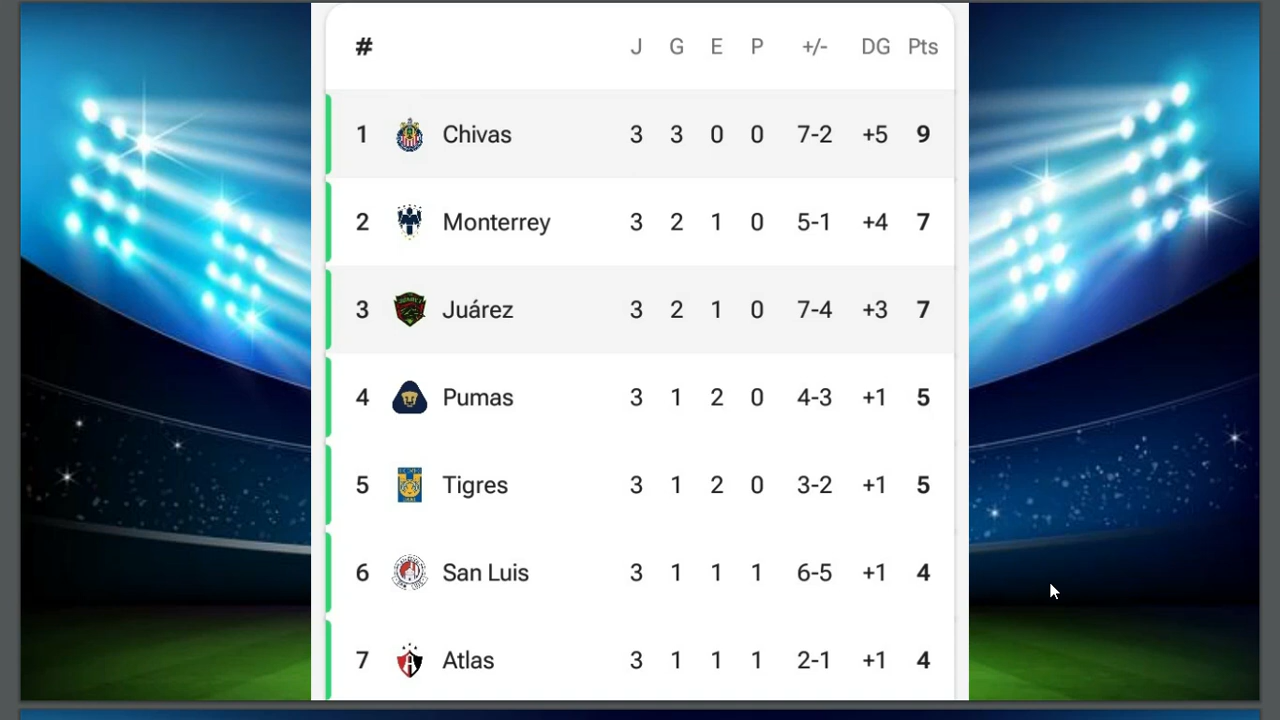 # J G E P +/- DG Pts
1 Chivas 3 3 0 0 7-2 +5 9
2 Monterrey 3 2 1 0 5-1 +4 7
3 Juárez 3 2 1 0 7-4 +3 7
4 Pumas 3 1 2 0 4-3 +1 5
5 Tigres 3 1 2 0 3-2 +1 5
6 San Luis 3 1 1 1 6-5 +1 4
7 Atlas 3 1 1 1 2-1 +1 4